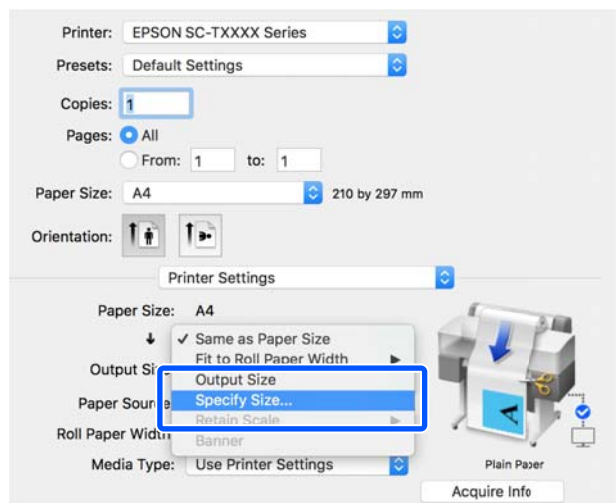 Printer: EPSON SC-TXXXX Series
Presets: Default Settings
Copies: 1
Pages: All
From: 1 to: 1
Paper Size: A4 210 by 297 mm
Orientation:
Printer Settings
Paper Size: A4
✓ Same as Paper Size
Fit to Roll Paper Width
Output Siz
Output Size
Paper Source
Specify Size...
Retain Scale
Roll Paper Width
Banner
Media Type: Use Printer Settings
Plain Paper
Acquire Info